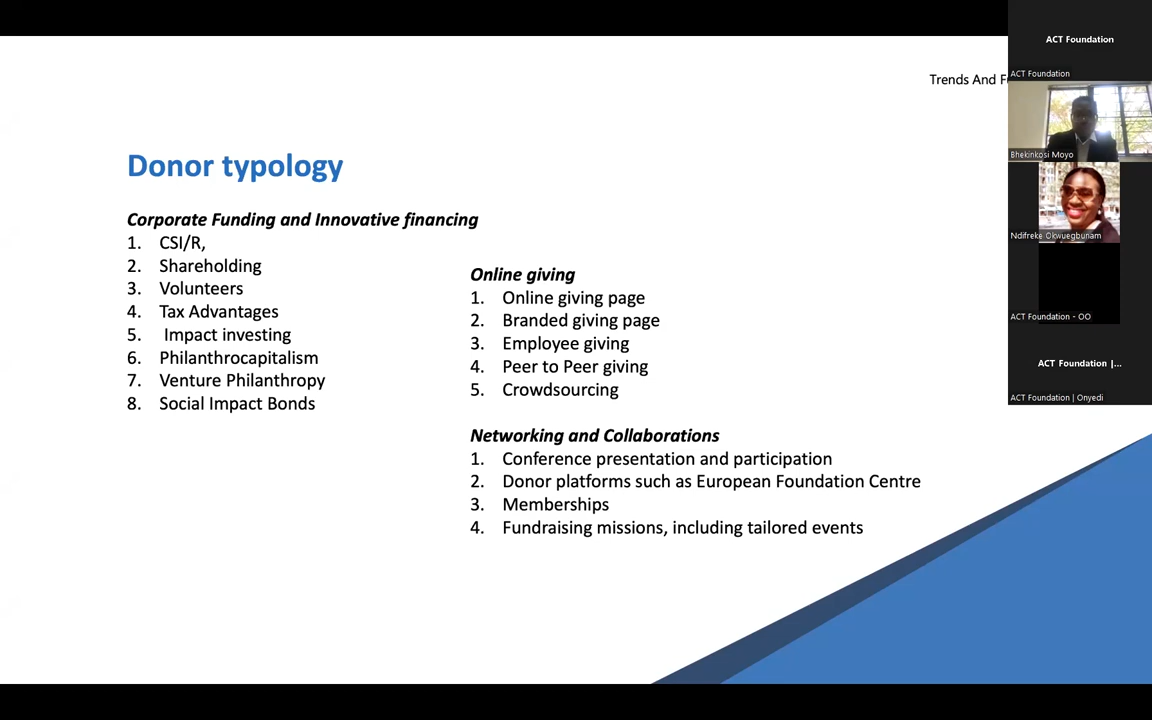 Trends And F
Donor typology
Corporate Funding and Innovative financing
1. CSI/R,
2. Shareholding
3. Volunteers
4. Tax Advantages
5. Impact investing
6. Philanthrocapitalism
7. Venture Philanthropy
8. Social Impact Bonds
Online giving
1. Online giving page
2. Branded giving page
3. Employee giving
4. Peer to Peer giving
5. Crowdsourcing
Networking and Collaborations
1. Conference presentation and participation
2. Donor platforms such as European Foundation Centre
3. Memberships
4. Fundraising missions, including tailored events
ACT Foundation
ACT Foundation
Bhekinkosi Moyo
Ndifreke Okwuegbunam
ACT Foundation - OO
ACT Foundation |...
ACT Foundation | Onyedi